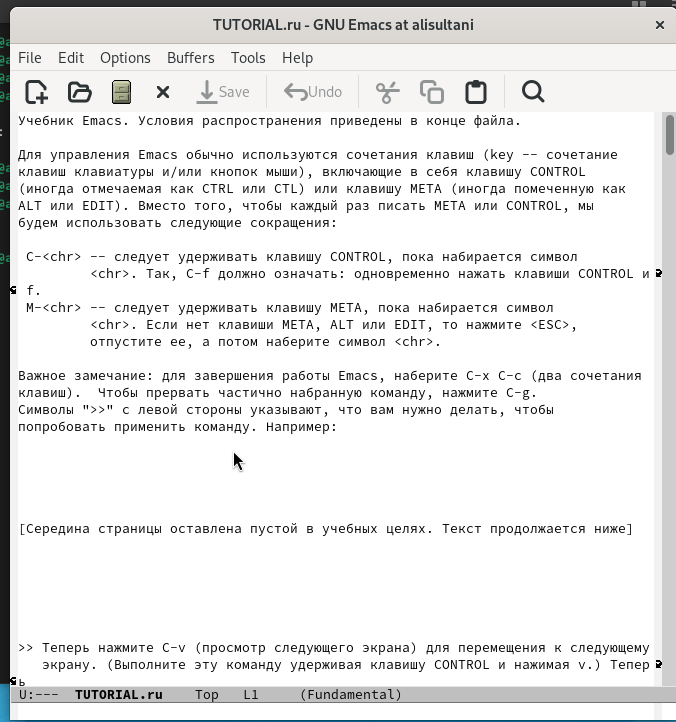 TUTORIAL.ru - GNU Emacs at alisultani
File Edit Options Buffers Tools Help
Save Undo
Учебник Emacs. Условия распространения приведены в конце файла.
Для управления Emacs обычно используются сочетания клавиш (key -- сочетание
клавиш клавиатуры и/или кнопок мыши), включающие в себя клавишу CONTROL
(иногда отмечаемая как CTRL или CTL) или клавишу META (иногда помеченную как
ALT или EDIT). Вместо того, чтобы каждый раз писать META или CONTROL, мы
будем использовать следующие сокращения:
C-<chr> -- следует удерживать клавишу CONTROL, пока набирается символ
<chr>. Так, C-f должно означать: одновременно нажать клавиши CONTROL и
f.
M-<chr> -- следует удерживать клавишу META, пока набирается символ
<chr>. Если нет клавиши META, ALT или EDIT, то нажмите <ESC>,
отпустите ее, а потом наберите символ <chr>.
Важное замечание: для завершения работы Emacs, наберите C-x C-c (два сочетания
клавиш).  Чтобы прервать частично набранную команду, нажмите C-g.
Символы ">>" с левой стороны указывают, что вам нужно делать, чтобы
попробовать применить команду. Например:
[Середина страницы оставлена пустой в учебных целях. Текст продолжается ниже]
>> Теперь нажмите C-v (просмотр следующего экрана) для перемещения к следующему
экрану. (Выполните эту команду удерживая клавишу CONTROL и нажимая v.) Тепер
ь
U:--- TUTORIAL.ru Top L1 (Fundamental)